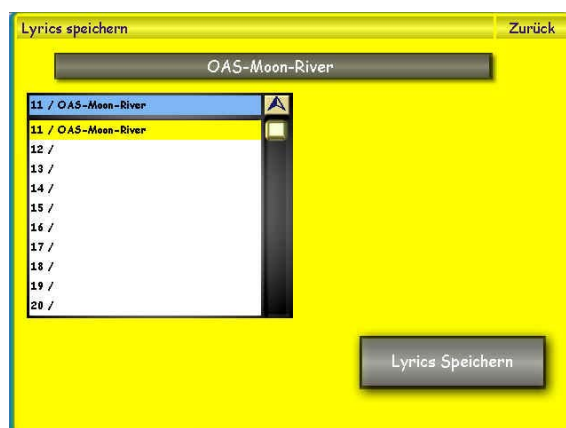 Lyrics speichern Zurück
OAS-Moon-River
11 / OAS-Moon-River
11 / OAS-Moon-River
12 /
13 /
14 /
15 /
16 /
17 /
18 /
19 /
20 /
Lyrics Speichern